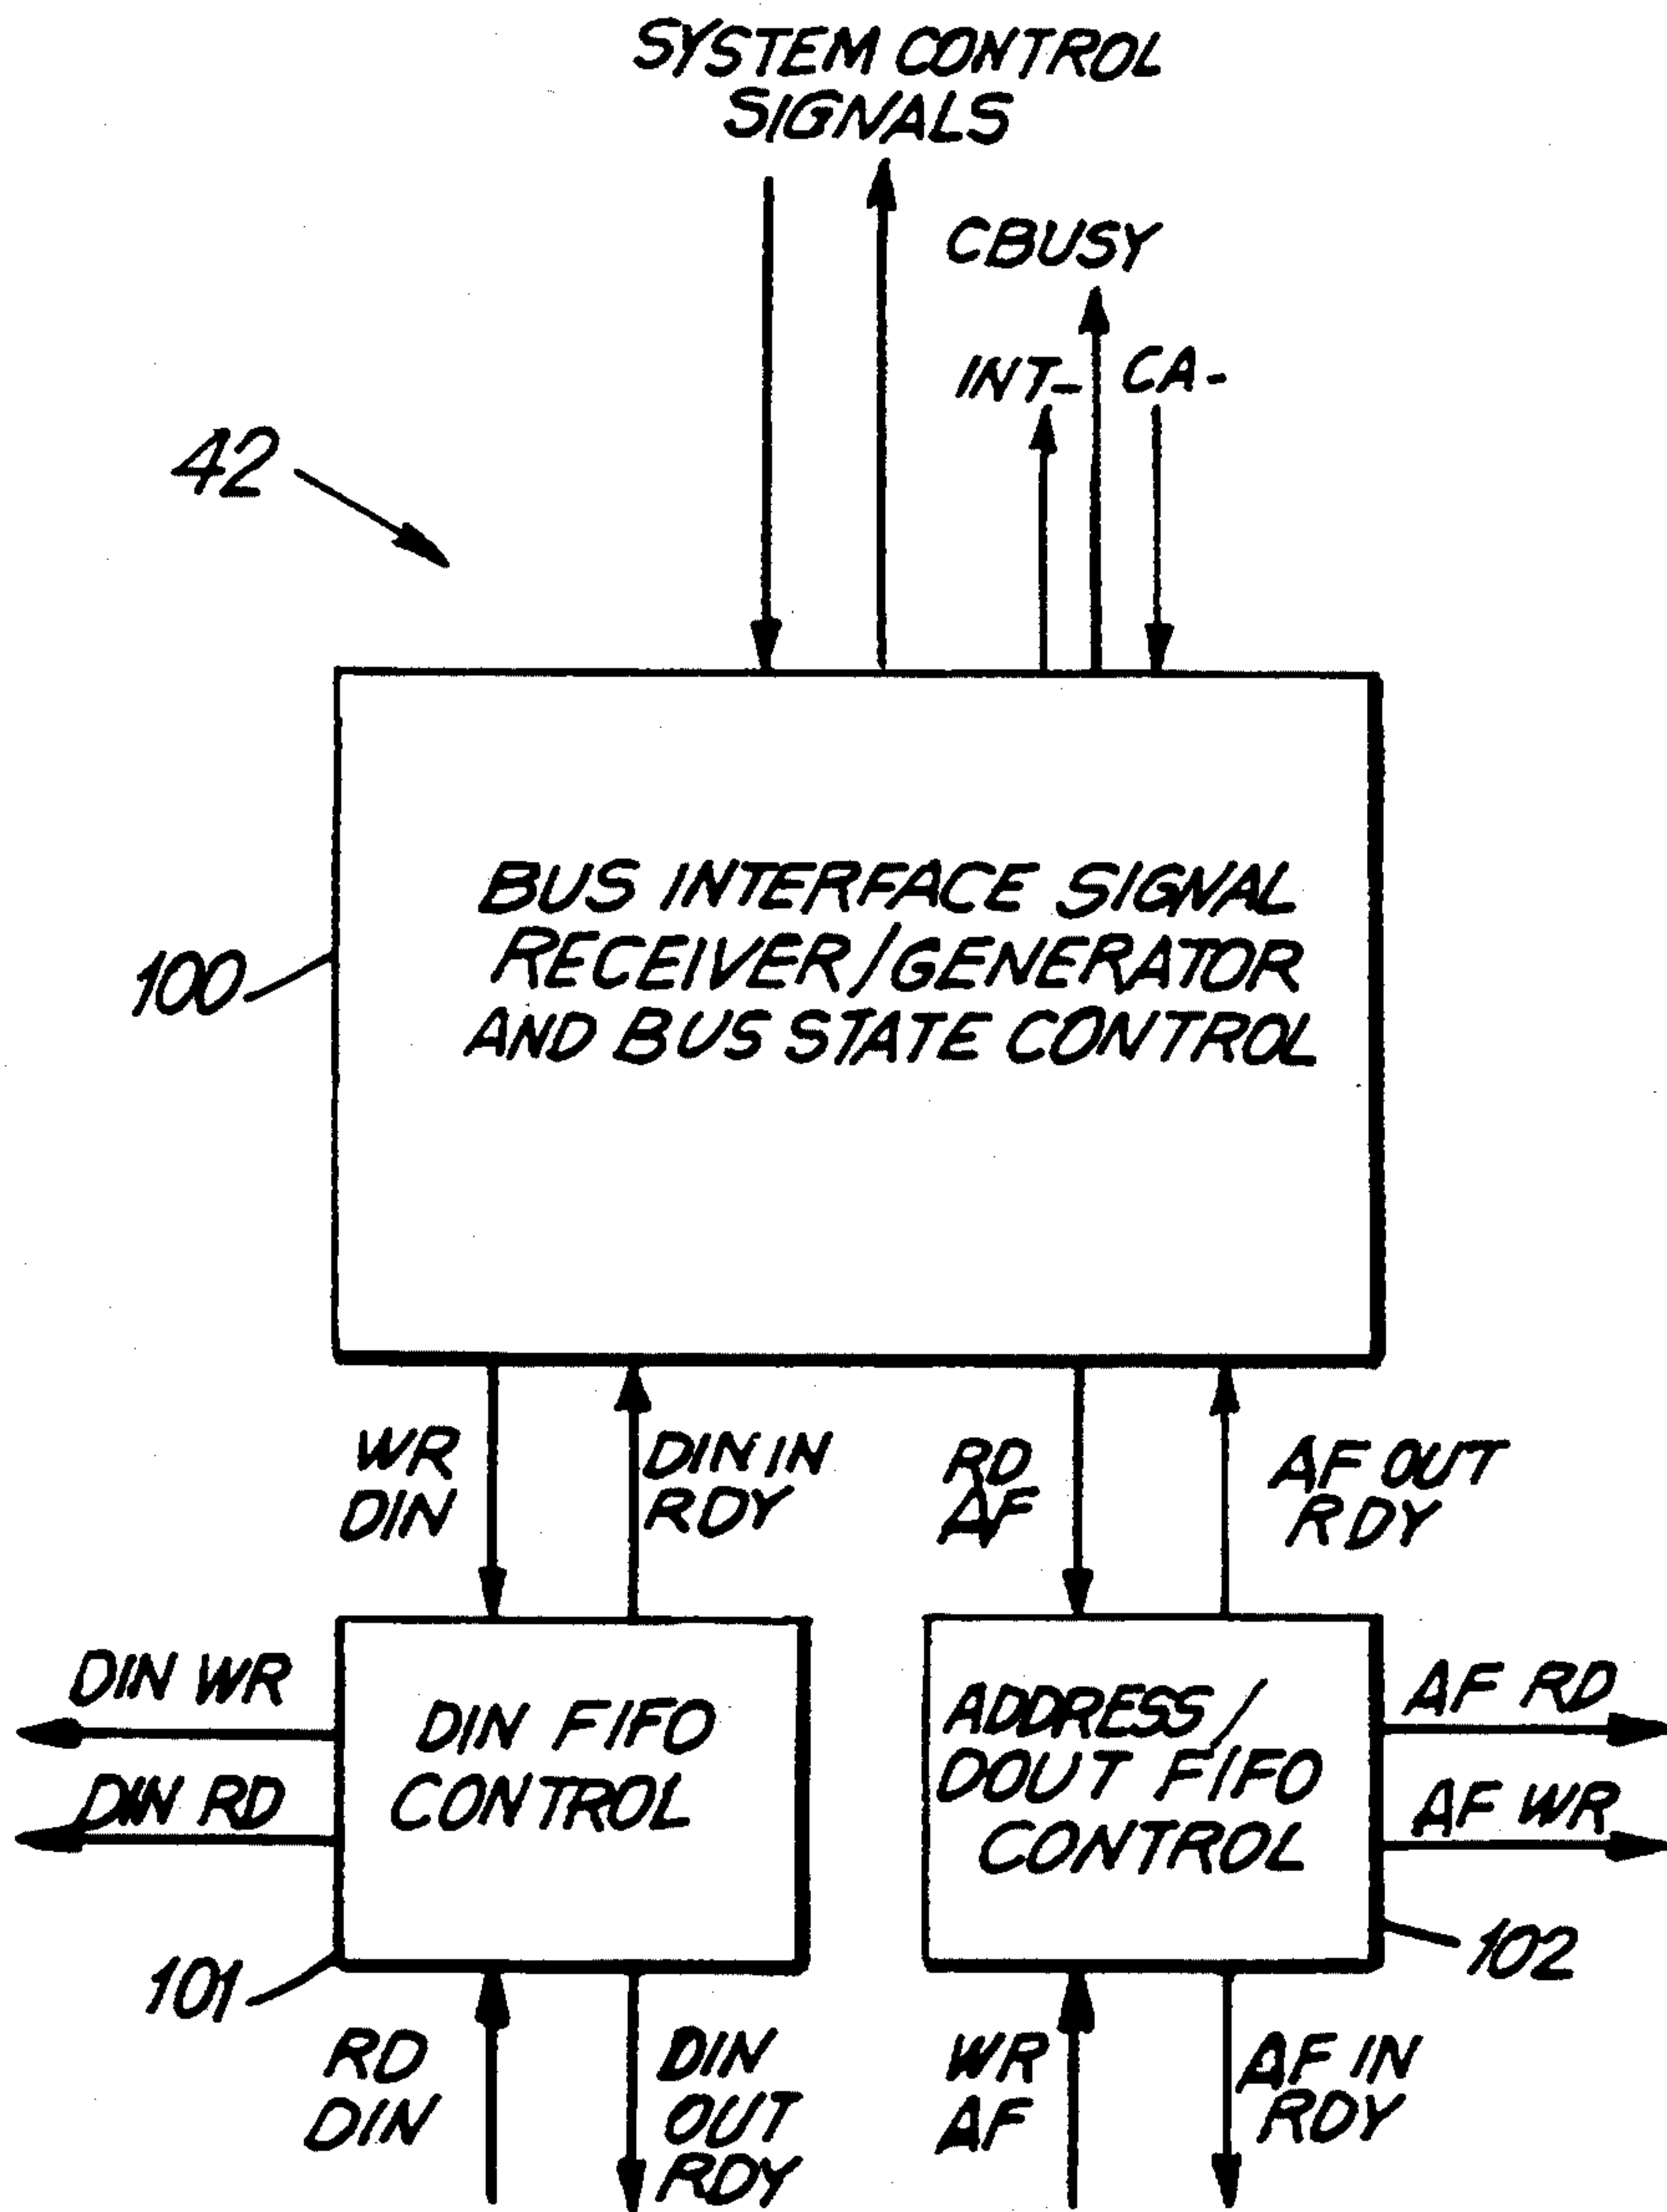 SYSTEM CONTROL
SIGNALS
CBUSY
INT-
CA-
42
100
BUS INTERFACE SIGNAL
RECEIVER/GENERATOR
AND BUS STATE CONTROL
WR
DIN
DIN IN
RDY
RD
AF
AF OUT
RDY
DIN WR
DIN RD
DIN FIFO
CONTROL
ADDRESS/
DOUT FIFO
CONTROL
AF RD
AF WR
101
102
RD
DIN
DIN
OUT
RDY
WR
AF
AF IN
RDY